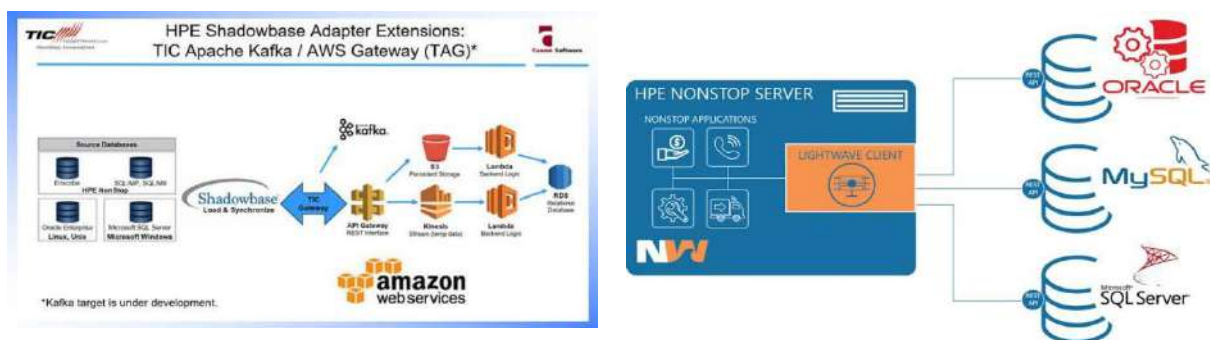 TIC
HPE Shadowbase Adapter Extensions:
TIC Apache Kafka / AWS Gateway (TAG)*
Source Databases
Enscribe
SQL/MP, SQL/MX
HPE NonStop
Oracle Enterprise
Linux, Unix
Microsoft SQL Server
Microsoft Windows
Shadowbase
Load & Synchronize
TIC
Gateway
kafka
API Gateway
REST Interface
S3
Persistent Storage
Kinesis
Stream (temp data)
Lambda
Backend Logic
Lambda
Backend Logic
RDS
Relational
Database
amazon
web services
*Kafka target is under development.
HPE NONSTOP SERVER
NONSTOP APPLICATIONS
LIGHTWAVE CLIENT
NW
REST
API
ORACLE
REST
API
MySQL
REST
API
Microsoft
SQL Server